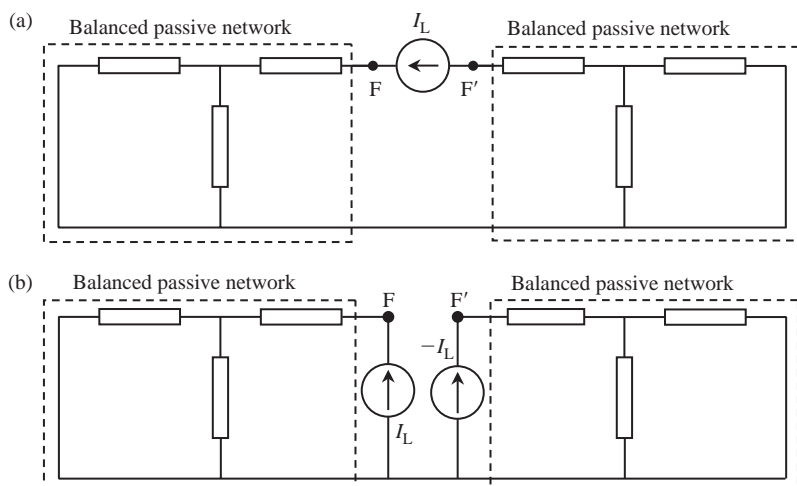 (a)
Balanced passive network
I_L
Balanced passive network
F
F′
(b)
Balanced passive network
Balanced passive network
F
F′
−I_L
I_L